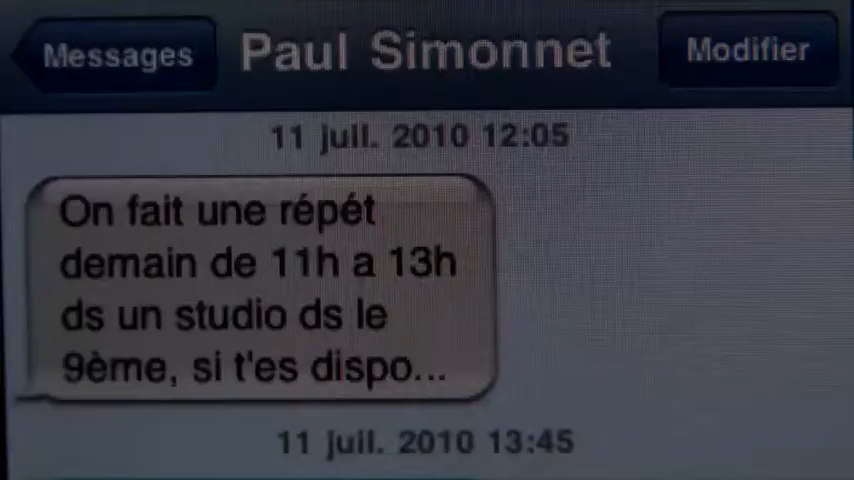 Messages
Paul Simonnet
Modifier
11 juil. 2010 12:05
On fait une répét
demain de 11h a 13h
ds un studio ds le
9ème, si t'es dispo...
11 juil. 2010 13:45